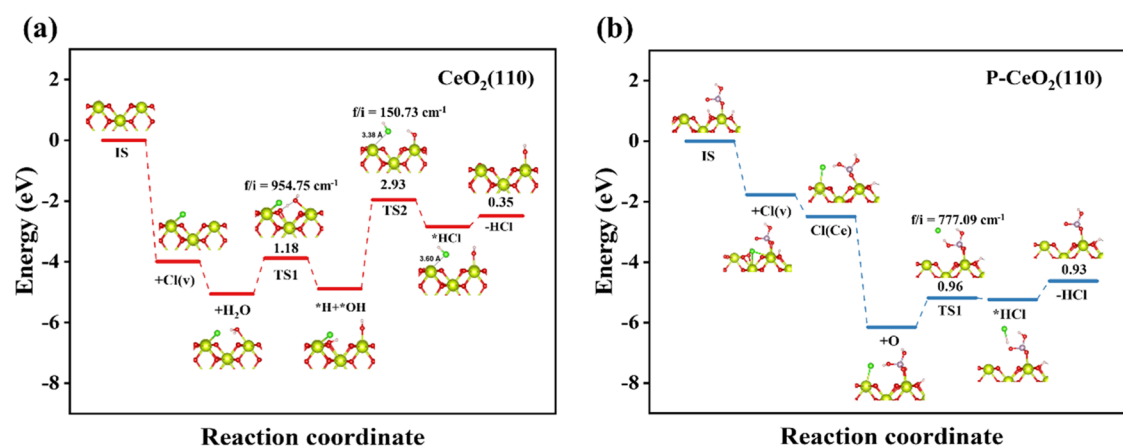 (a)
CeO2(110)
Energy (eV)
2
0
-2
-4
-6
-8
IS
+Cl(v)
+H2O
f/i = 954.75 cm-1
1.18
TS1
*H+*OH
f/i = 150.73 cm-1
3.38 Å
2.93
TS2
*HCl
3.60 Å
0.35
-HCl
Reaction coordinate
(b)
P-CeO2(110)
Energy (eV)
2
0
-2
-4
-6
-8
IS
+Cl(v)
Cl(Ce)
+O
f/i = 777.09 cm-1
0.96
TS1
*HCl
0.93
-HCl
Reaction coordinate